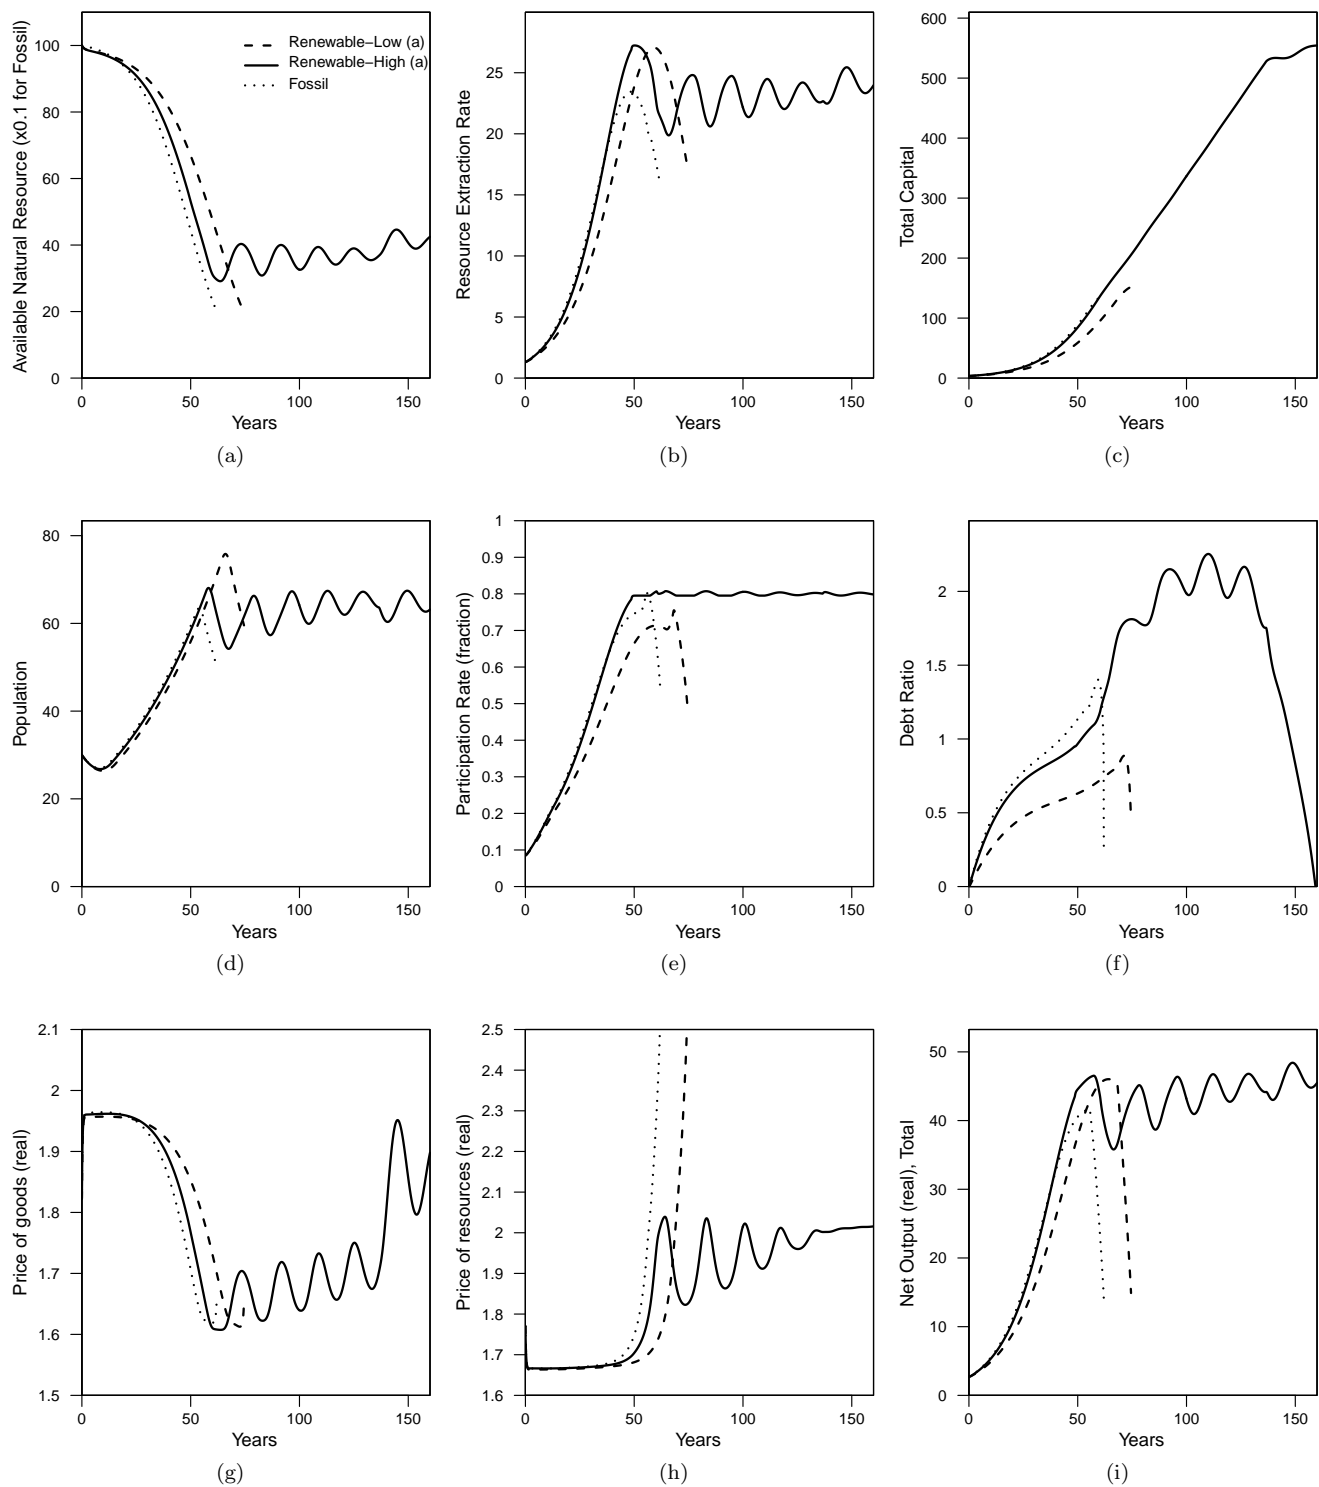 Available Natural Resource (x0.1 for Fossil)
100
80
60
40
20
0
Renewable−Low (a)
Renewable−High (a)
Fossil
0 50 100 150
Years
(a)
Resource Extraction Rate
25
20
15
10
5
0
0 50 100 150
Years
(b)
Total Capital
600
500
400
300
200
100
0
0 50 100 150
Years
(c)
Population
80
60
40
20
0
0 50 100 150
Years
(d)
Participation Rate (fraction)
1
0.9
0.8
0.7
0.6
0.5
0.4
0.3
0.2
0.1
0
0 50 100 150
Years
(e)
Debt Ratio
2
1.5
1
0.5
0
0 50 100 150
Years
(f)
Price of goods (real)
2.1
2
1.9
1.8
1.7
1.6
1.5
0 50 100 150
Years
(g)
Price of resources (real)
2.5
2.4
2.3
2.2
2.1
2
1.9
1.8
1.7
1.6
0 50 100 150
Years
(h)
Net Output (real), Total
50
40
30
20
10
0
0 50 100 150
Years
(i)